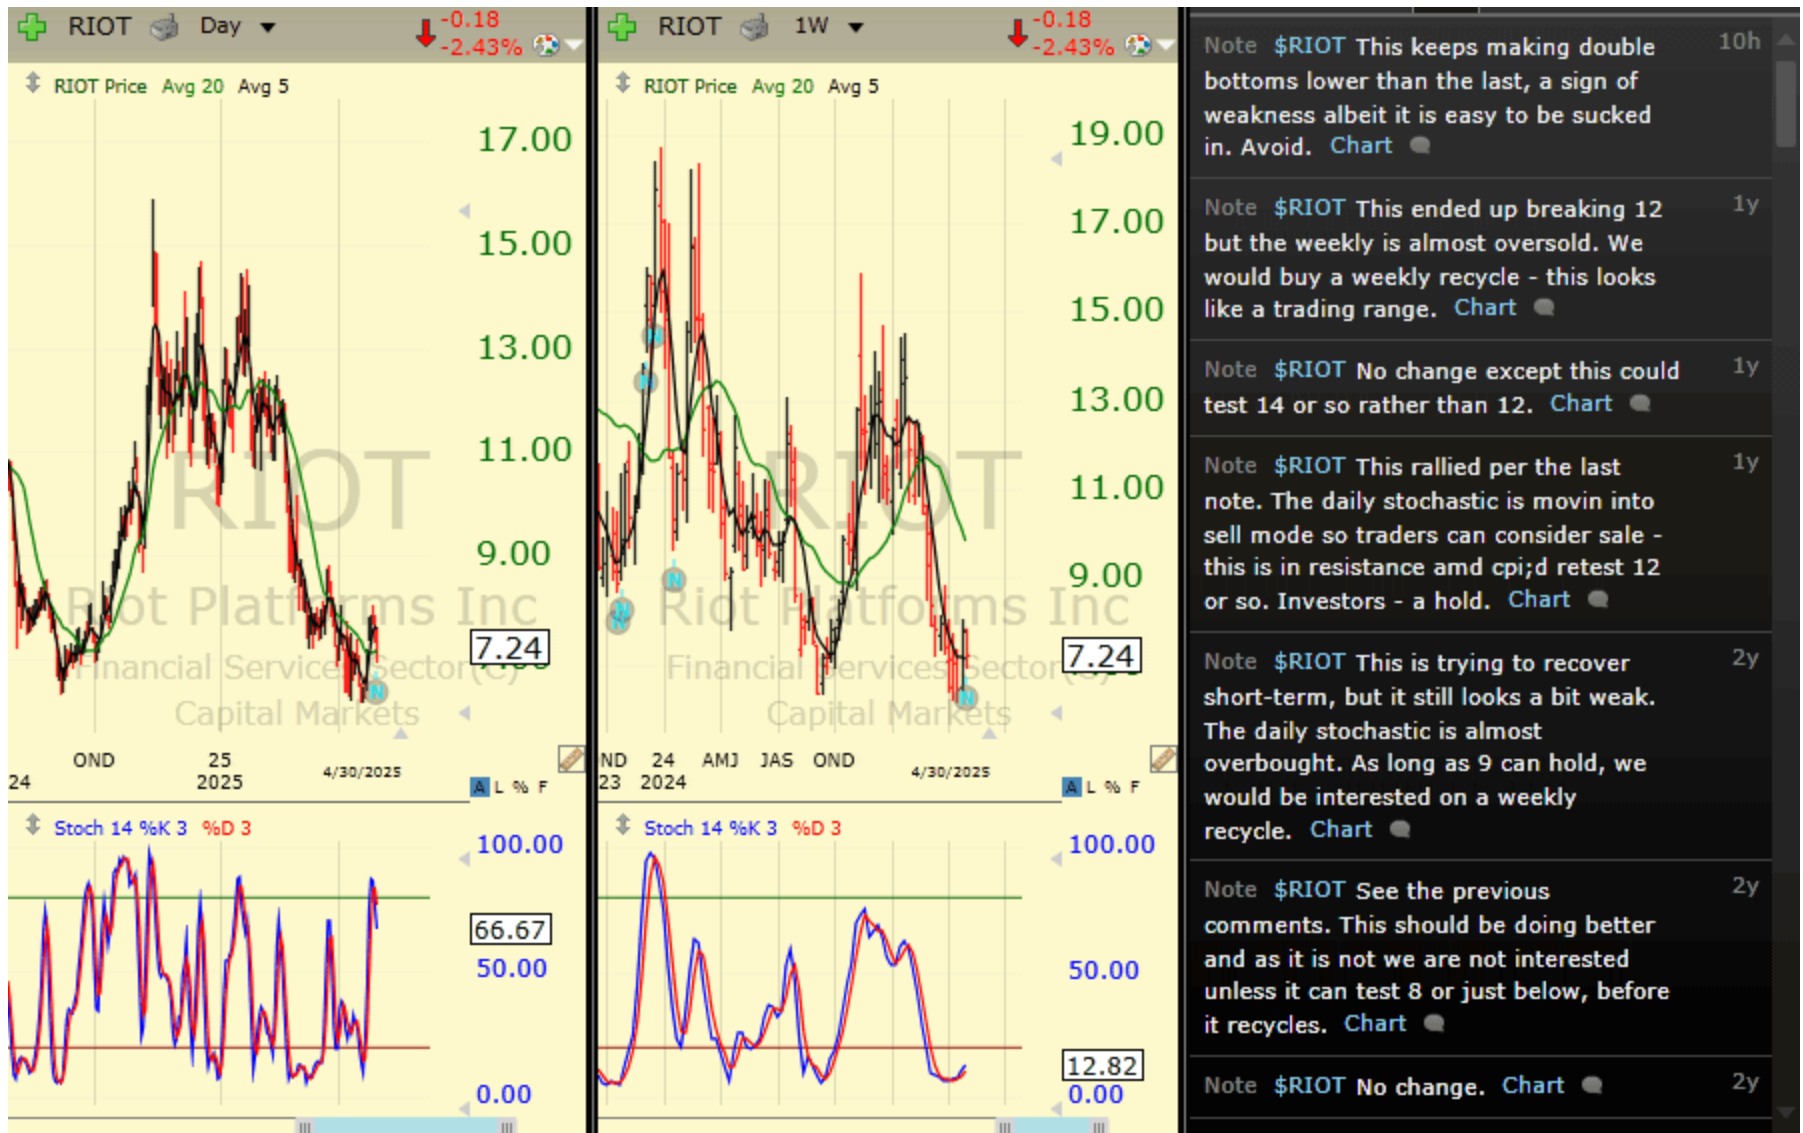 RIOT Day
-0.18
-2.43%
RIOT Price Avg 20 Avg 5
17.00
15.00
13.00
11.00
9.00
7.24
RIOT
Riot Platforms Inc
Financial Services Sector(C)
Capital Markets
OND 25
24 2025 4/30/2025
A L % F
Stoch 14 %K 3 %D 3
100.00
66.67
50.00
0.00
RIOT 1W
-0.18
-2.43%
RIOT Price Avg 20 Avg 5
19.00
17.00
15.00
13.00
11.00
9.00
7.24
RIOT
Riot Platforms Inc
Financial Services Sector(C)
Capital Markets
N
N
N
N
N
N
ND 24 AMJ JAS OND
23 2024 4/30/2025
A L % F
Stoch 14 %K 3 %D 3
100.00
50.00
12.82
0.00
Note $RIOT This keeps making double 10h
bottoms lower than the last, a sign of
weakness albeit it is easy to be sucked
in. Avoid. Chart
Note $RIOT This ended up breaking 12 1y
but the weekly is almost oversold. We
would buy a weekly recycle - this looks
like a trading range. Chart
Note $RIOT No change except this could 1y
test 14 or so rather than 12. Chart
Note $RIOT This rallied per the last 1y
note. The daily stochastic is movin into
sell mode so traders can consider sale -
this is in resistance amd cpi;d retest 12
or so. Investors - a hold. Chart
Note $RIOT This is trying to recover 2y
short-term, but it still looks a bit weak.
The daily stochastic is almost
overbought. As long as 9 can hold, we
would be interested on a weekly
recycle. Chart
Note $RIOT See the previous 2y
comments. This should be doing better
and as it is not we are not interested
unless it can test 8 or just below, before
it recycles. Chart
Note $RIOT No change. Chart 2y